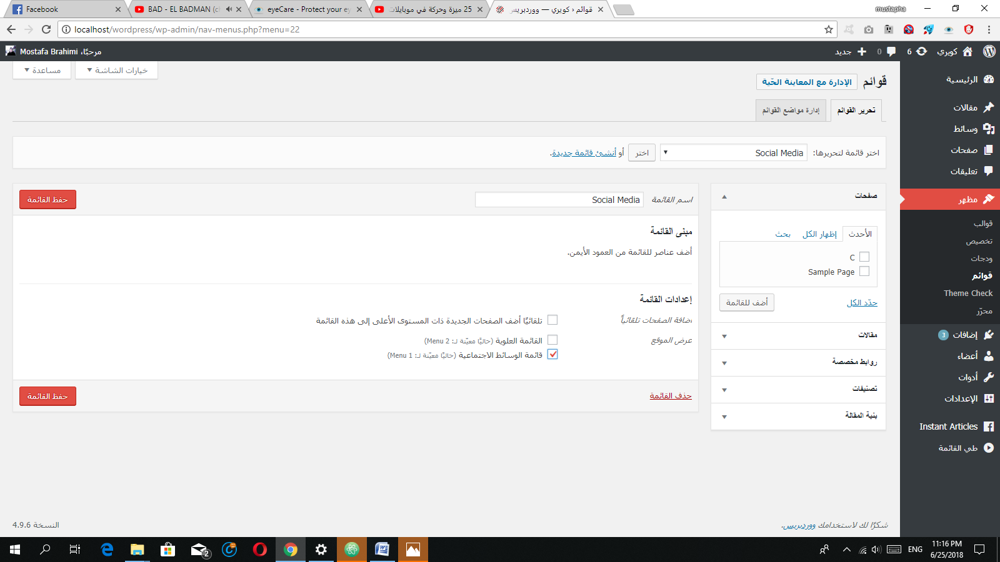 Facebook
BAD - EL BADMAN (cl
eyeCare - Protect your ey
25 ميزة وحركة في موبايلات
قوائم ‹ كويري — ووردبريس
mustapha
localhost/wordpress/wp-admin/nav-menus.php?menu=22
كويري
6
0
جديد
مرحبًا، Mostafa Brahimi
خيارات الشاشة
مساعدة
الرئيسية
مقالات
وسائط
صفحات
تعليقات
مظهر
قوالب
تخصيص
ودجات
قوائم
Theme Check
محرّر
إضافات 3
أعضاء
أدوات
الإعدادات
Instant Articles
طي القائمة
قوائم
الإدارة مع المعاينة الحّية
تحرير القوائم
إدارة مواضع القوائم
اختر قائمة لتحريرها:
Social Media
اختر
أو أنشئ قائمة جديدة.
صفحات
الأحدث
إظهار الكل
بحث
C
Sample Page
حدّد الكل
أضف للقائمة
مقالات
روابط مخصصة
تصنيفات
بنية المقالة
اسم القائمة
Social Media
حفظ القائمة
مبنى القائمة
أضف عناصر للقائمة من العمود الأيمن.
إعدادات القائمة
اضافة الصفحات تلقائياً
تلقائيًا أضف الصفحات الجديدة ذات المستوى الأعلى إلى هذه القائمة
عرض الموقع
القائمة العلوية (حاليًا معيّنة لـ: Menu 2)
قائمة الوسائط الاجتماعية (حاليًا معيّنة لـ: Menu 1)
حذف القائمة
حفظ القائمة
شكرًا لك لاستخدامك ووردبريس.
النسخة 4.9.6
2
ENG
11:16 PM
6/25/2018